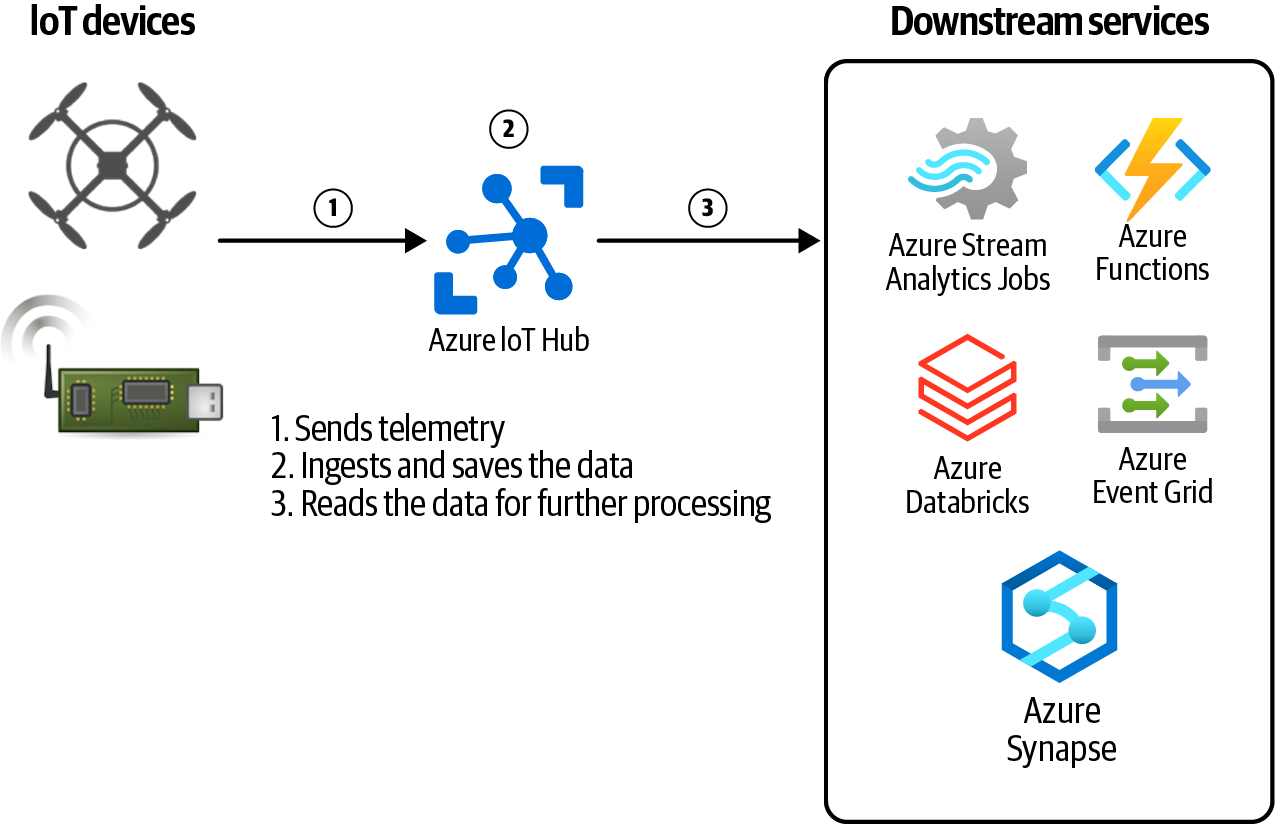 IoT devices
Downstream services
1
2
3
Azure IoT Hub
1. Sends telemetry
2. Ingests and saves the data
3. Reads the data for further processing
Azure Stream
Analytics Jobs
Azure
Functions
Azure
Databricks
Azure
Event Grid
Azure
Synapse